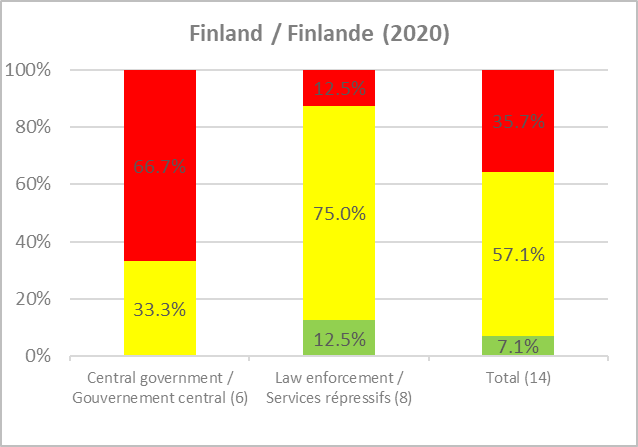 Finland / Finlande (2020)
100%
80%
60%
40%
20%
0%
66.7%
33.3%
12.5%
75.0%
12.5%
35.7%
57.1%
7.1%
Central government /
Gouvernement central (6)
Law enforcement /
Services répressifs (8)
Total (14)